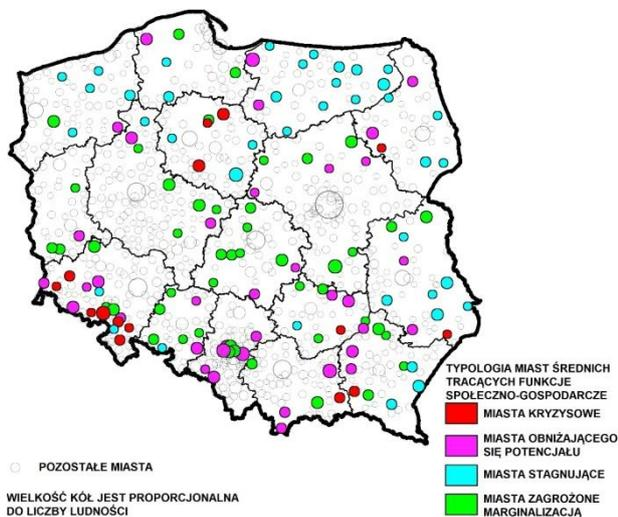 TYPOLOGIA MIAST ŚREDNICH
TRACĄCYCH FUNKCJE
SPOŁECZNO-GOSPODARCZE
MIASTA KRYZYSOWE
MIASTA OBNIŻAJĄCEGO
SIĘ POTENCJAŁU
MIASTA STAGNUJĄCE
MIASTA ZAGROŻONE
MARGINALIZACJĄ
POZOSTAŁE MIASTA
WIELKOŚĆ KÓŁ JEST PROPORCJONALNA
DO LICZBY LUDNOŚCI